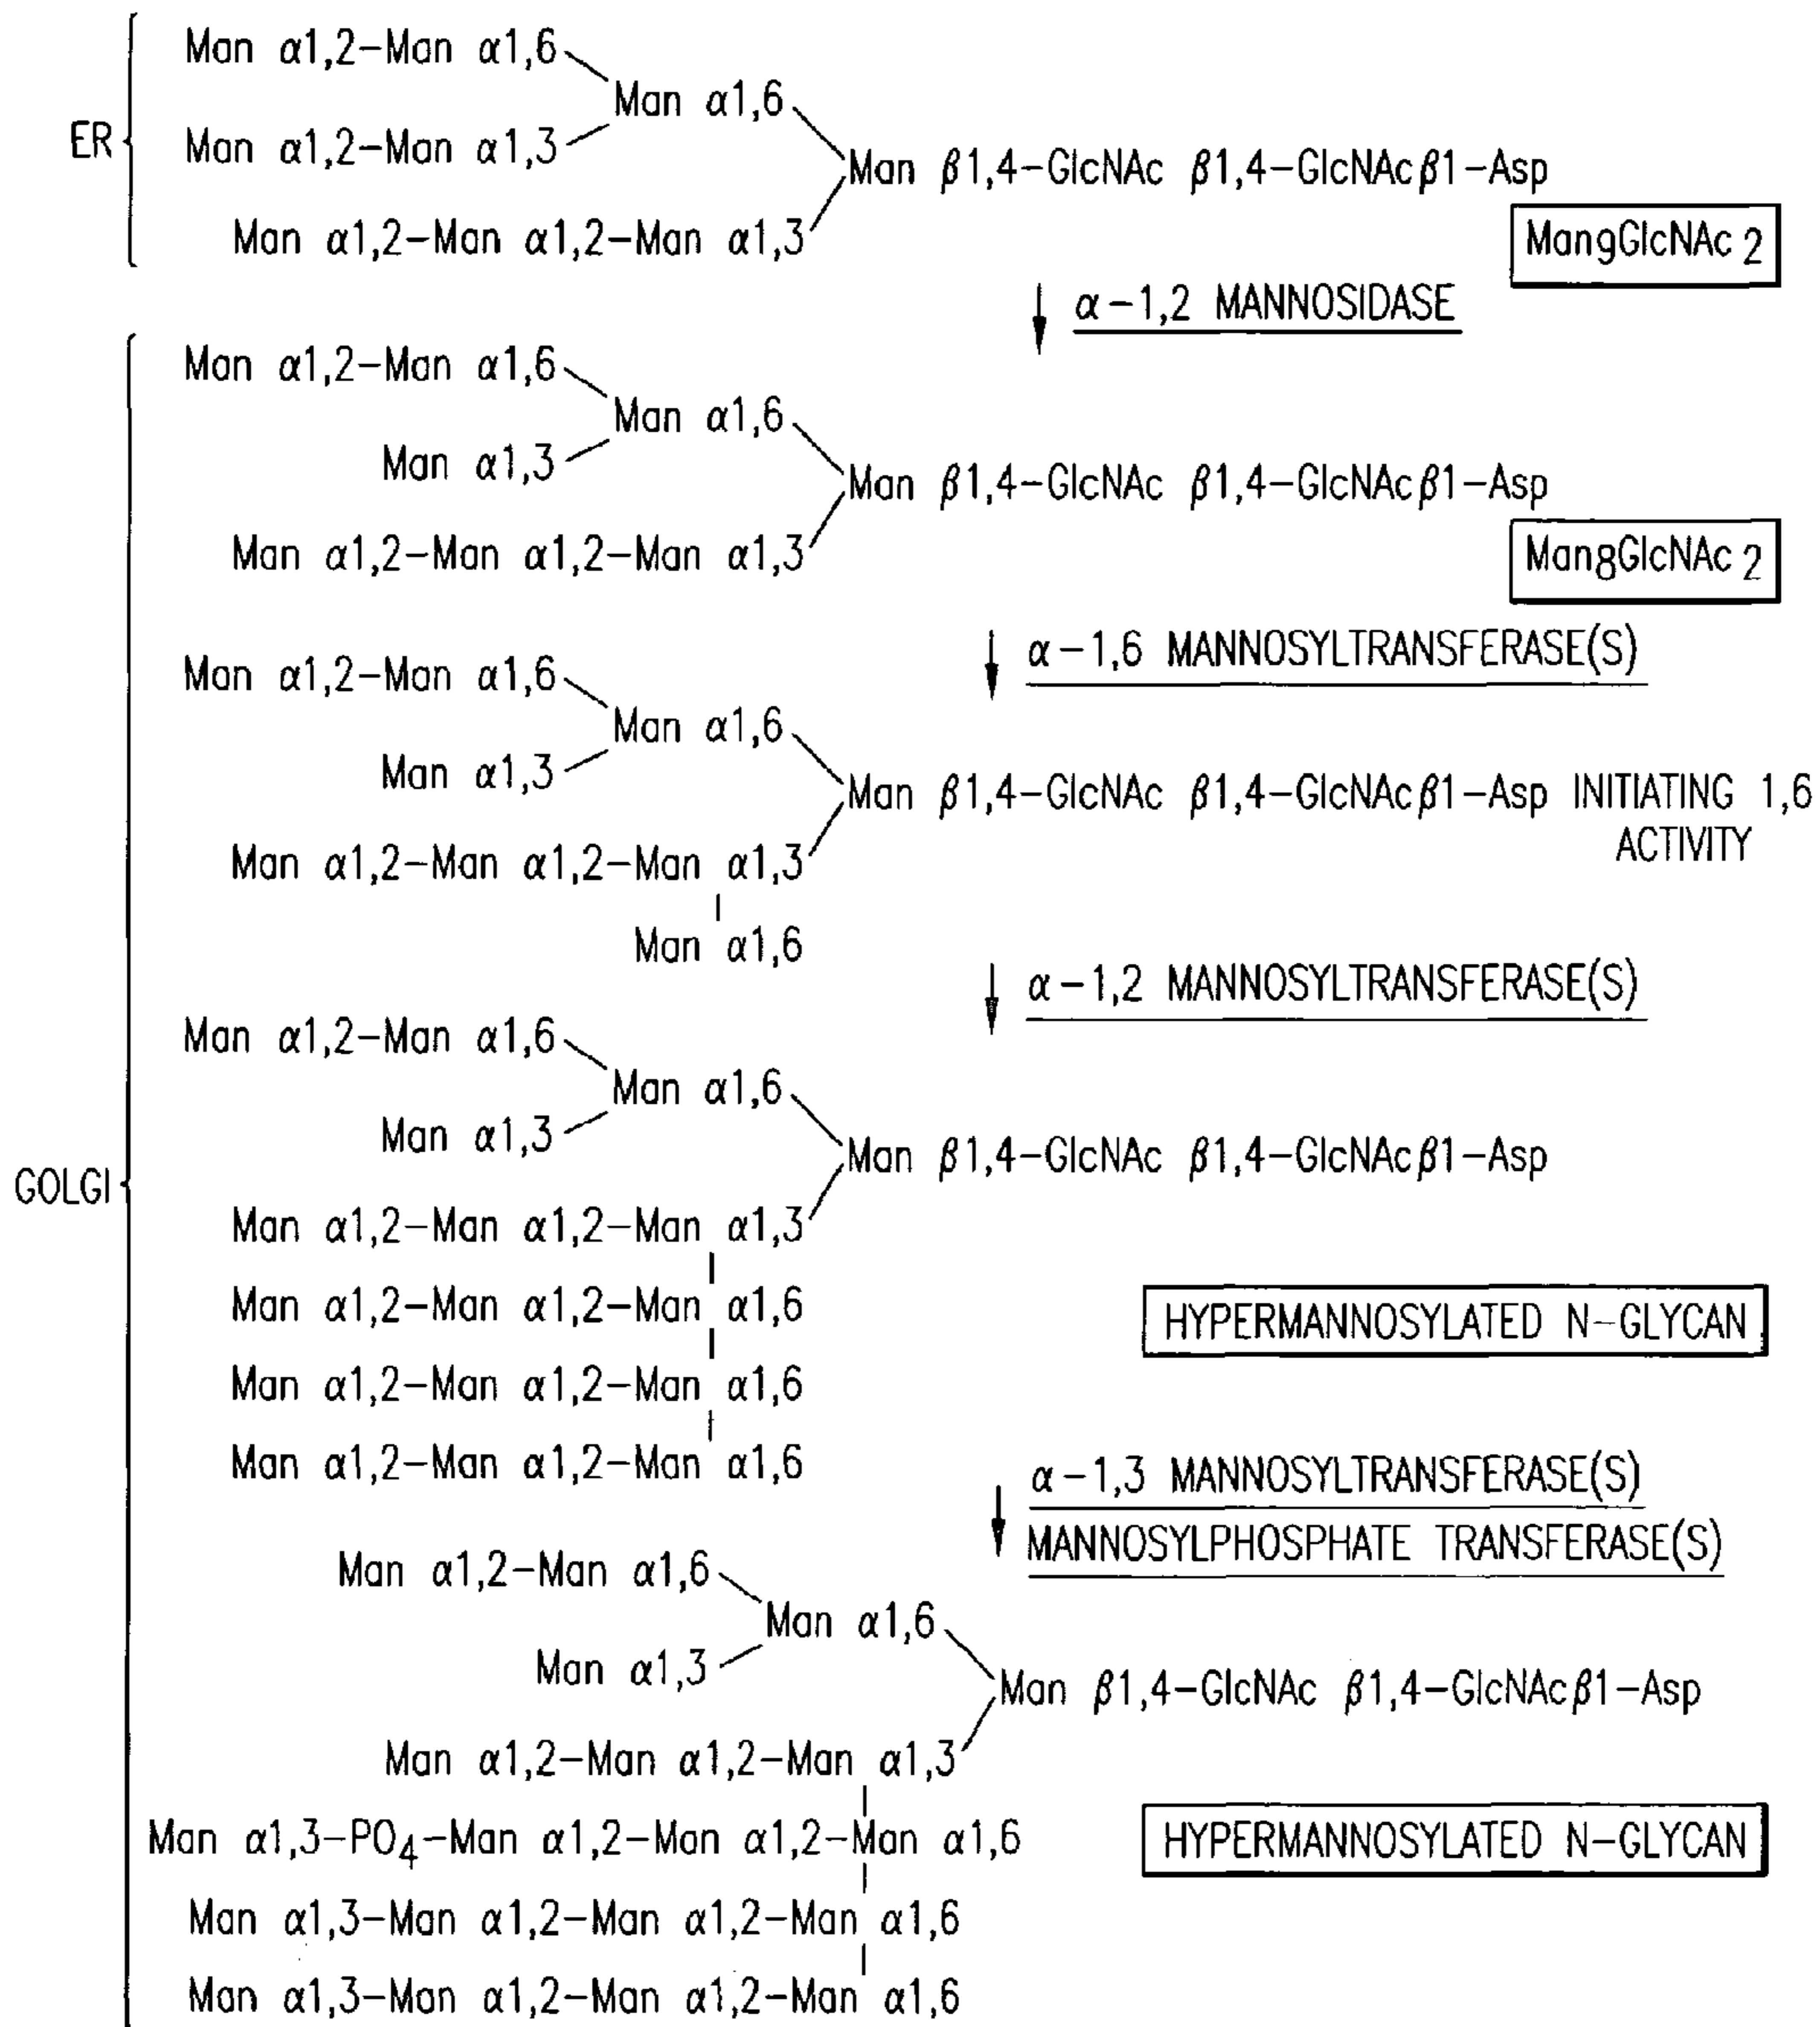 Man α1,2–Man α1,6
Man α1,6
ER
Man α1,2–Man α1,3
Man β1,4–GlcNAc β1,4–GlcNAcβ1–Asp
Man α1,2–Man α1,2–Man α1,3
Man9GlcNAc2
α–1,2 MANNOSIDASE
Man α1,2–Man α1,6
Man α1,6
Man α1,3
Man β1,4–GlcNAc β1,4–GlcNAcβ1–Asp
Man α1,2–Man α1,2–Man α1,3
Man8GlcNAc2
α–1,6 MANNOSYLTRANSFERASE(S)
Man α1,2–Man α1,6
Man α1,6
Man α1,3
Man β1,4–GlcNAc β1,4–GlcNAcβ1–Asp INITIATING 1,6
ACTIVITY
Man α1,2–Man α1,2–Man α1,3
Man α1,6
α–1,2 MANNOSYLTRANSFERASE(S)
Man α1,2–Man α1,6
Man α1,6
Man α1,3
Man β1,4–GlcNAc β1,4–GlcNAcβ1–Asp
GOLGI
Man α1,2–Man α1,2–Man α1,3
Man α1,2–Man α1,2–Man α1,6
HYPERMANNOSYLATED N–GLYCAN
Man α1,2–Man α1,2–Man α1,6
Man α1,2–Man α1,2–Man α1,6
α–1,3 MANNOSYLTRANSFERASE(S)
MANNOSYLPHOSPHATE TRANSFERASE(S)
Man α1,2–Man α1,6
Man α1,6
Man α1,3
Man β1,4–GlcNAc β1,4–GlcNAcβ1–Asp
Man α1,2–Man α1,2–Man α1,3
Man α1,3–PO4–Man α1,2–Man α1,2–Man α1,6
HYPERMANNOSYLATED N–GLYCAN
Man α1,3–Man α1,2–Man α1,2–Man α1,6
Man α1,3–Man α1,2–Man α1,2–Man α1,6